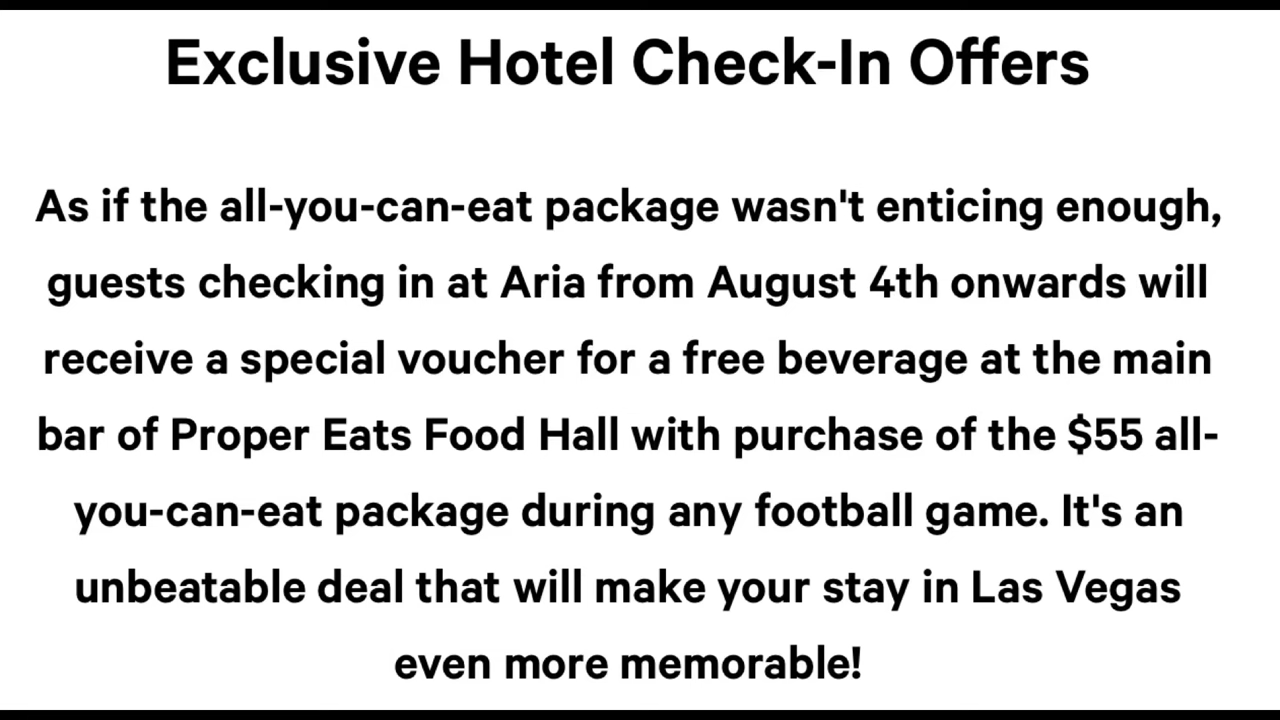 Exclusive Hotel Check-In Offers
As if the all-you-can-eat package wasn't enticing enough,
guests checking in at Aria from August 4th onwards will
receive a special voucher for a free beverage at the main
bar of Proper Eats Food Hall with purchase of the $55 all-
you-can-eat package during any football game. It's an
unbeatable deal that will make your stay in Las Vegas
even more memorable!